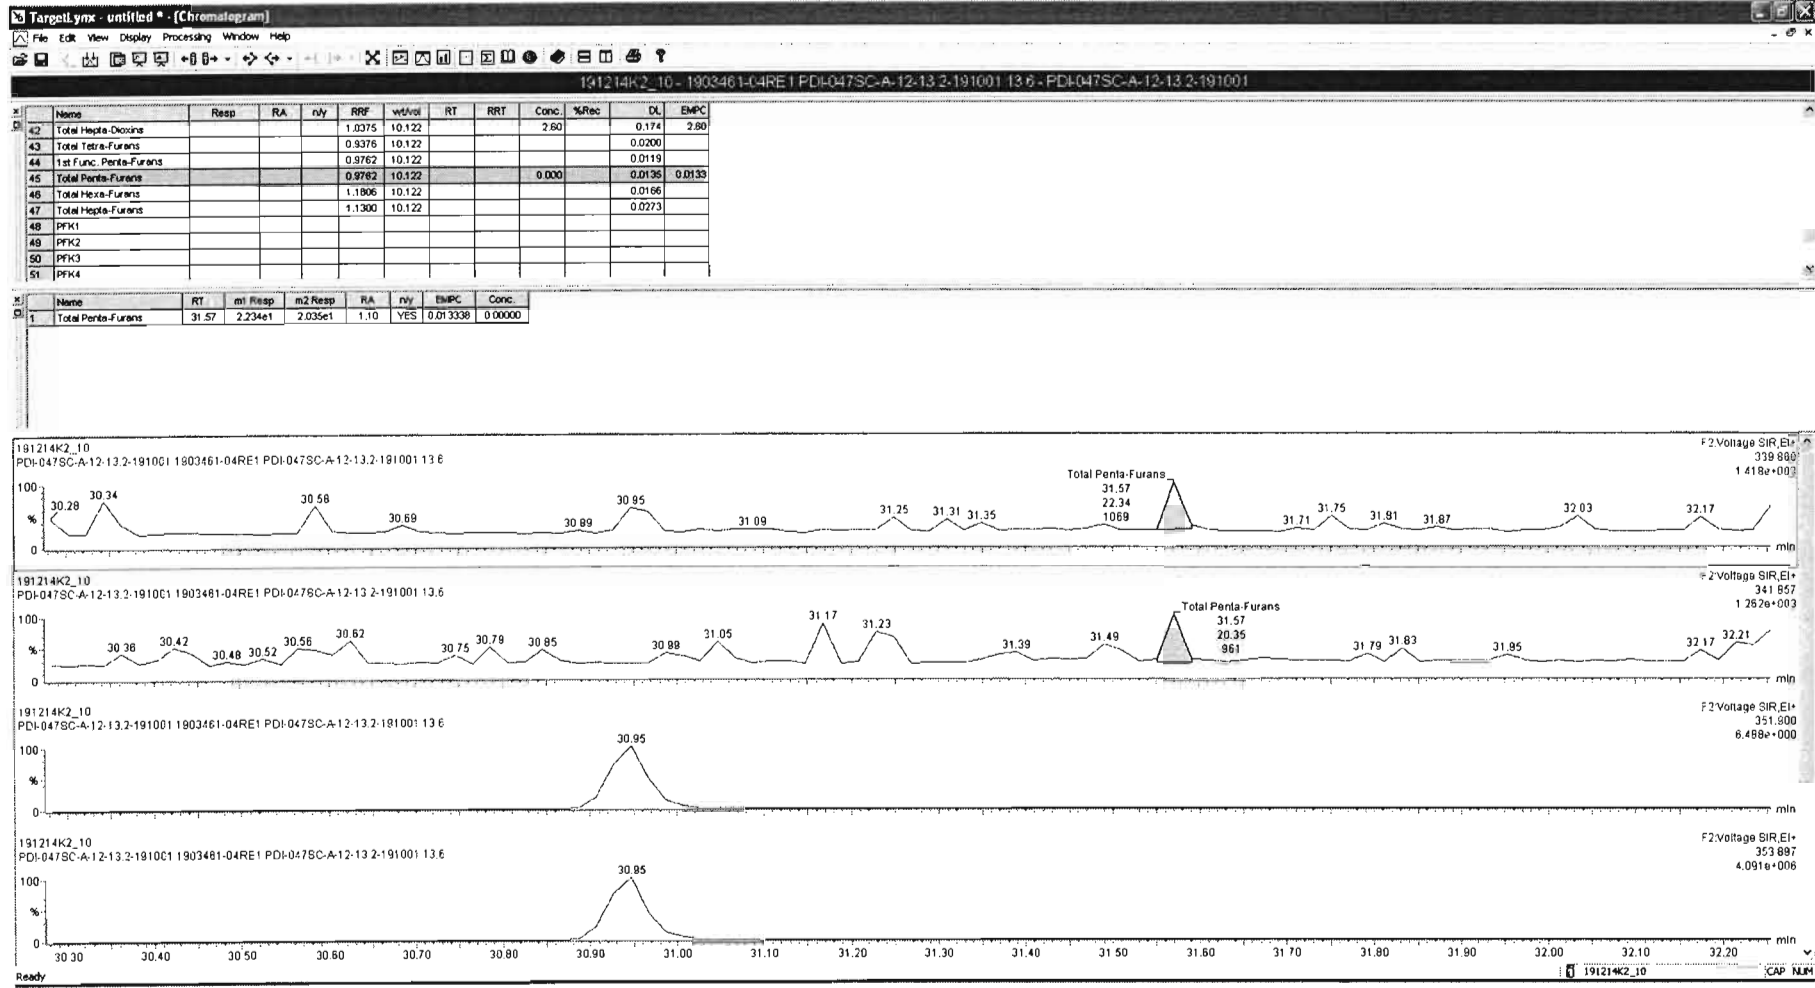 TargetLynx - untitled * - [Chromatogram]
File Edit View Display Processing Window Help
191214K2_10 - 1903461-04RE1 PDI-047SC-A-12-13.2-191001 13.6 - PDI-047SC-A-12-13.2-191001
Name Resp RA n/y RRF wt/vol RT RRT Conc. %Rec DL EMPC
42 Total Hepta-Dioxins 1.0375 10.122 2.60 0.174 2.60
43 Total Tetra-Furans 0.9376 10.122 0.0200
44 1st Func. Penta-Furans 0.9762 10.122 0.0119
45 Total Penta-Furans 0.9762 10.122 0.000 0.0135 0.0133
46 Total Hexa-Furans 1.1806 10.122 0.0166
47 Total Hepta-Furans 1.1300 10.122 0.0273
48 PFK1
49 PFK2
50 PFK3
51 PFK4
Name RT m1 Resp m2 Resp RA n/y EMPC Conc.
1 Total Penta-Furans 31.57 2.234e1 2.035e1 1.10 YES 0.013338 0.00000
191214K2_10 F2:Voltage SIR,EI+
PDI-047SC-A-12-13.2-191001 1903461-04RE1 PDI-047SC-A-12-13.2-191001 13.6 339.860
1.418e+003
Total Penta-Furans
31.57
22.34
1069
100
%
0
30.28 30.34 30.58 30.69 30.89 30.95 31.09 31.25 31.31 31.35 31.71 31.75 31.81 31.87 32.03 32.17
min
191214K2_10 F2:Voltage SIR,EI+
PDI-047SC-A-12-13.2-191001 1903461-04RE1 PDI-047SC-A-12-13.2-191001 13.6 341.857
1.262e+003
Total Penta-Furans
31.57
20.35
961
100
%
0
30.36 30.42 30.48 30.52 30.56 30.62 30.75 30.79 30.85 30.99 31.05 31.17 31.23 31.39 31.49 31.79 31.83 31.95 32.17 32.21
min
191214K2_10 F2:Voltage SIR,EI+
PDI-047SC-A-12-13.2-191001 1903461-04RE1 PDI-047SC-A-12-13.2-191001 13.6 351.900
6.488e+000
30.95
100
%
0
min
191214K2_10 F2:Voltage SIR,EI+
PDI-047SC-A-12-13.2-191001 1903461-04RE1 PDI-047SC-A-12-13.2-191001 13.6 353.897
4.091e+006
30.95
100
%
0
min
30.30 30.40 30.50 30.60 30.70 30.80 30.90 31.00 31.10 31.20 31.30 31.40 31.50 31.60 31.70 31.80 31.90 32.00 32.10 32.20
Ready 191214K2_10 CAP NUM